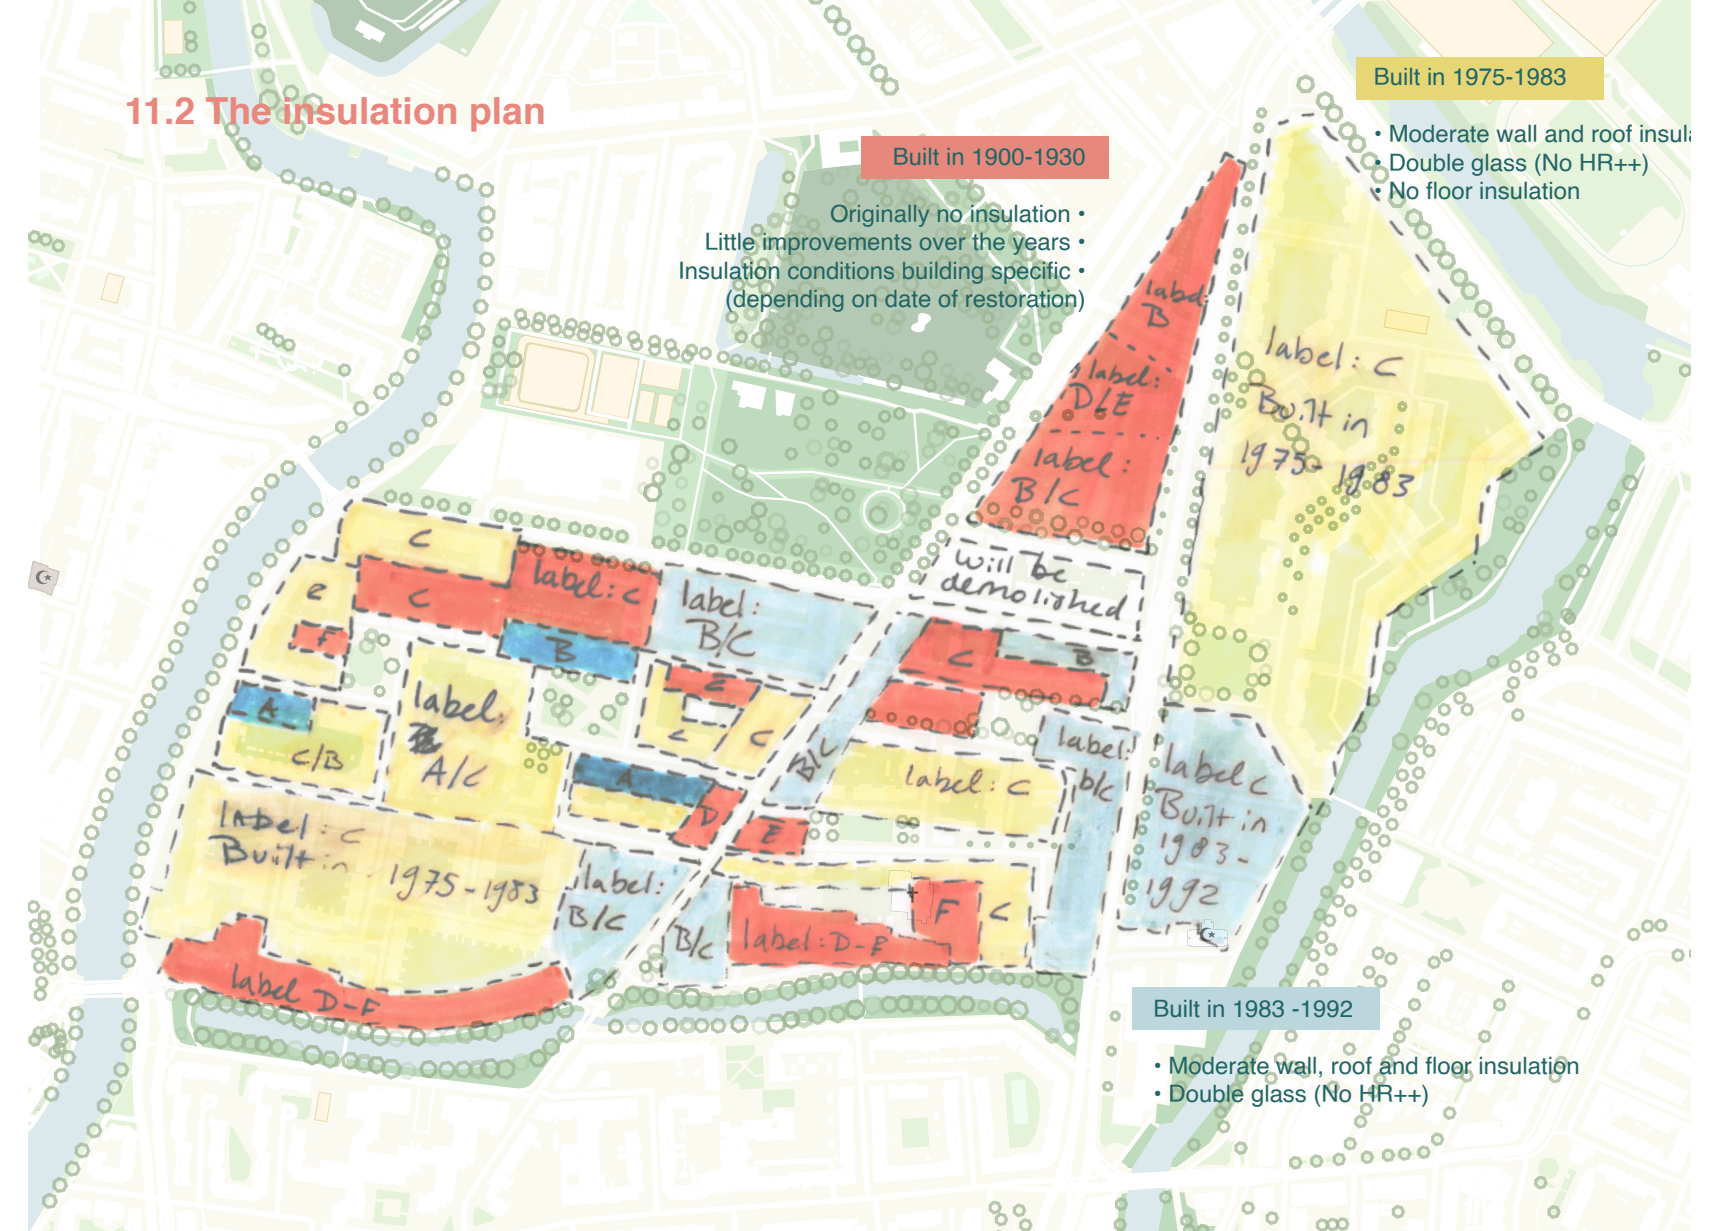 11.2 The insulation plan
Built in 1975-1983
• Moderate wall and roof insula
• Double glass (No HR++)
• No floor insulation
Built in 1900-1930
Originally no insulation •
Little improvements over the years •
Insulation conditions building specific •
(depending on date of restoration)
label
B
label:
D/E
label:
B/C
label: C
Built in
1975-1983
will be
demolished
C
C
label: C
label:
B/C
e
F
B
A
C/B
label:
A/C
C
C
C
B/C
C
B
label:
b/c
label: C
label C
Built in
1983-
1992
A
D
E
label: C
Built in 1975-1983
label:
B/C
B/C
label: D-F
F
C
label D-F
Built in 1983 -1992
• Moderate wall, roof and floor insulation
• Double glass (No HR++)